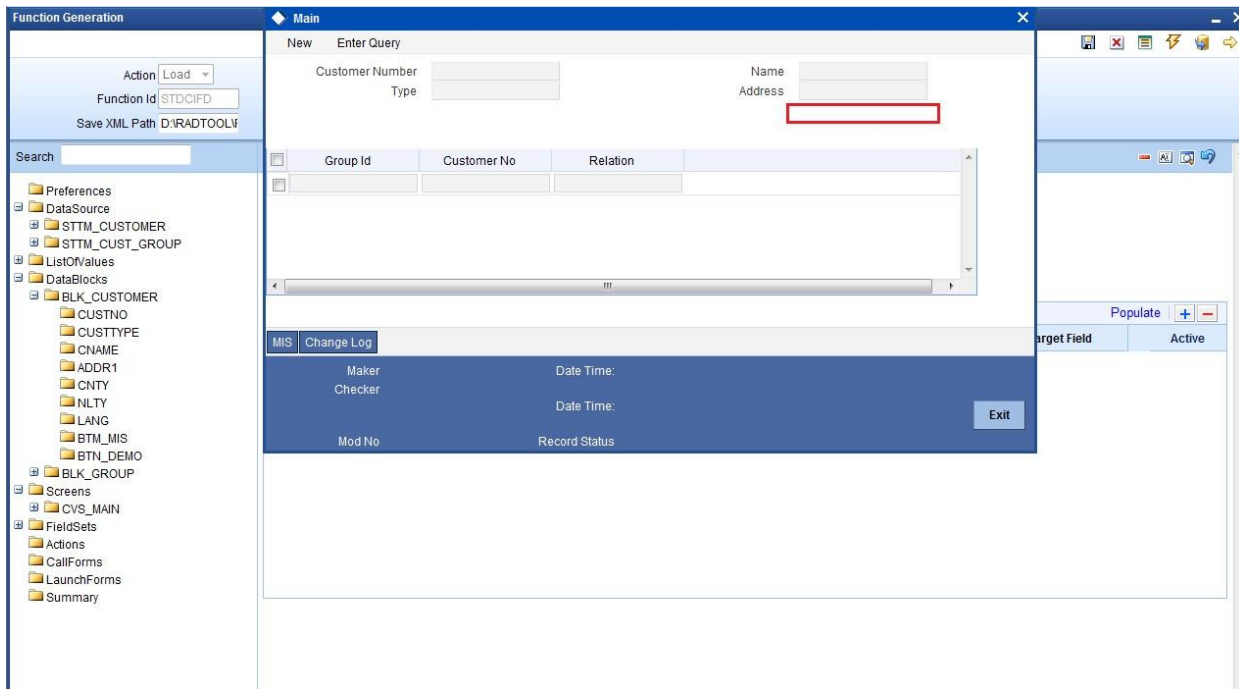 Function Generation
Main
New Enter Query
Action Load
Function Id STDCIFD
Save XML Path D:\RADTOOL\F
Customer Number
Name
Type
Address
Search
Group Id Customer No Relation
Preferences
DataSource
STTM_CUSTOMER
STTM_CUST_GROUP
ListOfValues
DataBlocks
BLK_CUSTOMER
CUSTNO
CUSTTYPE
CNAME
ADDR1
CNTY
NLTY
LANG
BTM_MIS
BTN_DEMO
BLK_GROUP
Screens
CVS_MAIN
FieldSets
Actions
CallForms
LaunchForms
Summary
Populate
arget Field Active
MIS Change Log
Maker Date Time:
Checker
Date Time:
Exit
Mod No Record Status